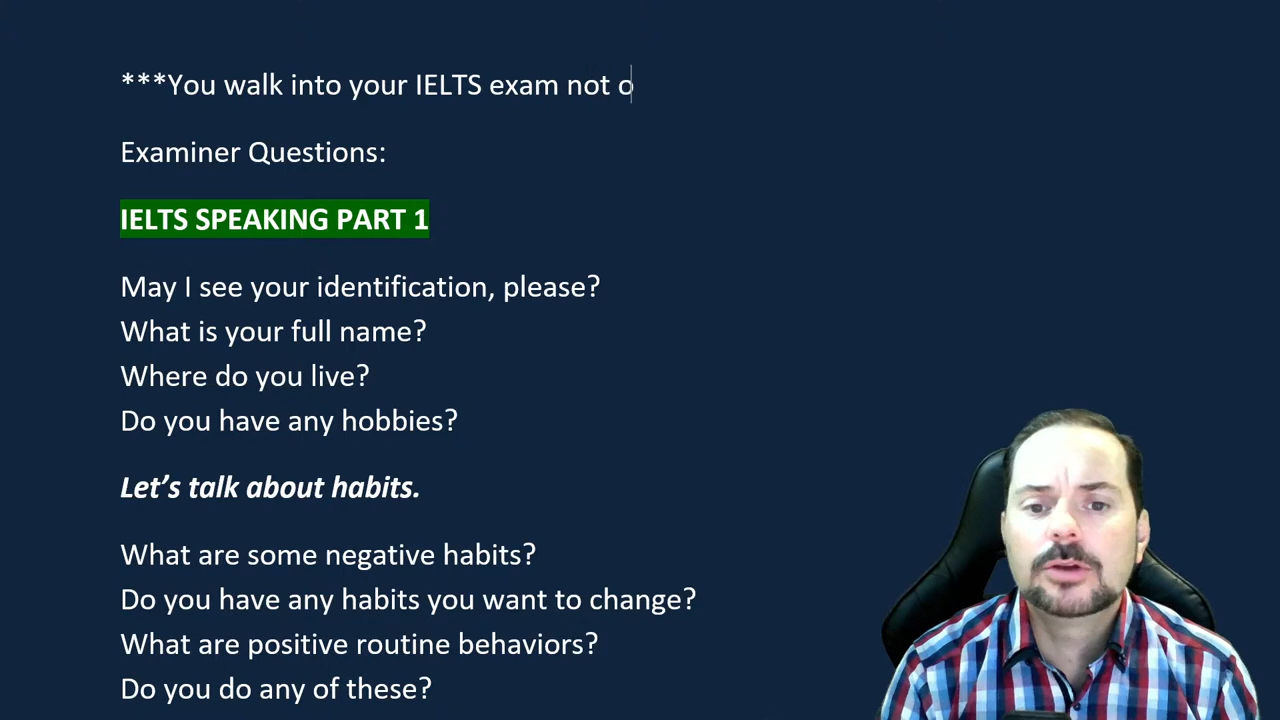 ***You walk into your IELTS exam not o
Examiner Questions:
IELTS SPEAKING PART 1
May I see your identification, please?
What is your full name?
Where do you live?
Do you have any hobbies?
Let’s talk about habits.
What are some negative habits?
Do you have any habits you want to change?
What are positive routine behaviors?
Do you do any of these?